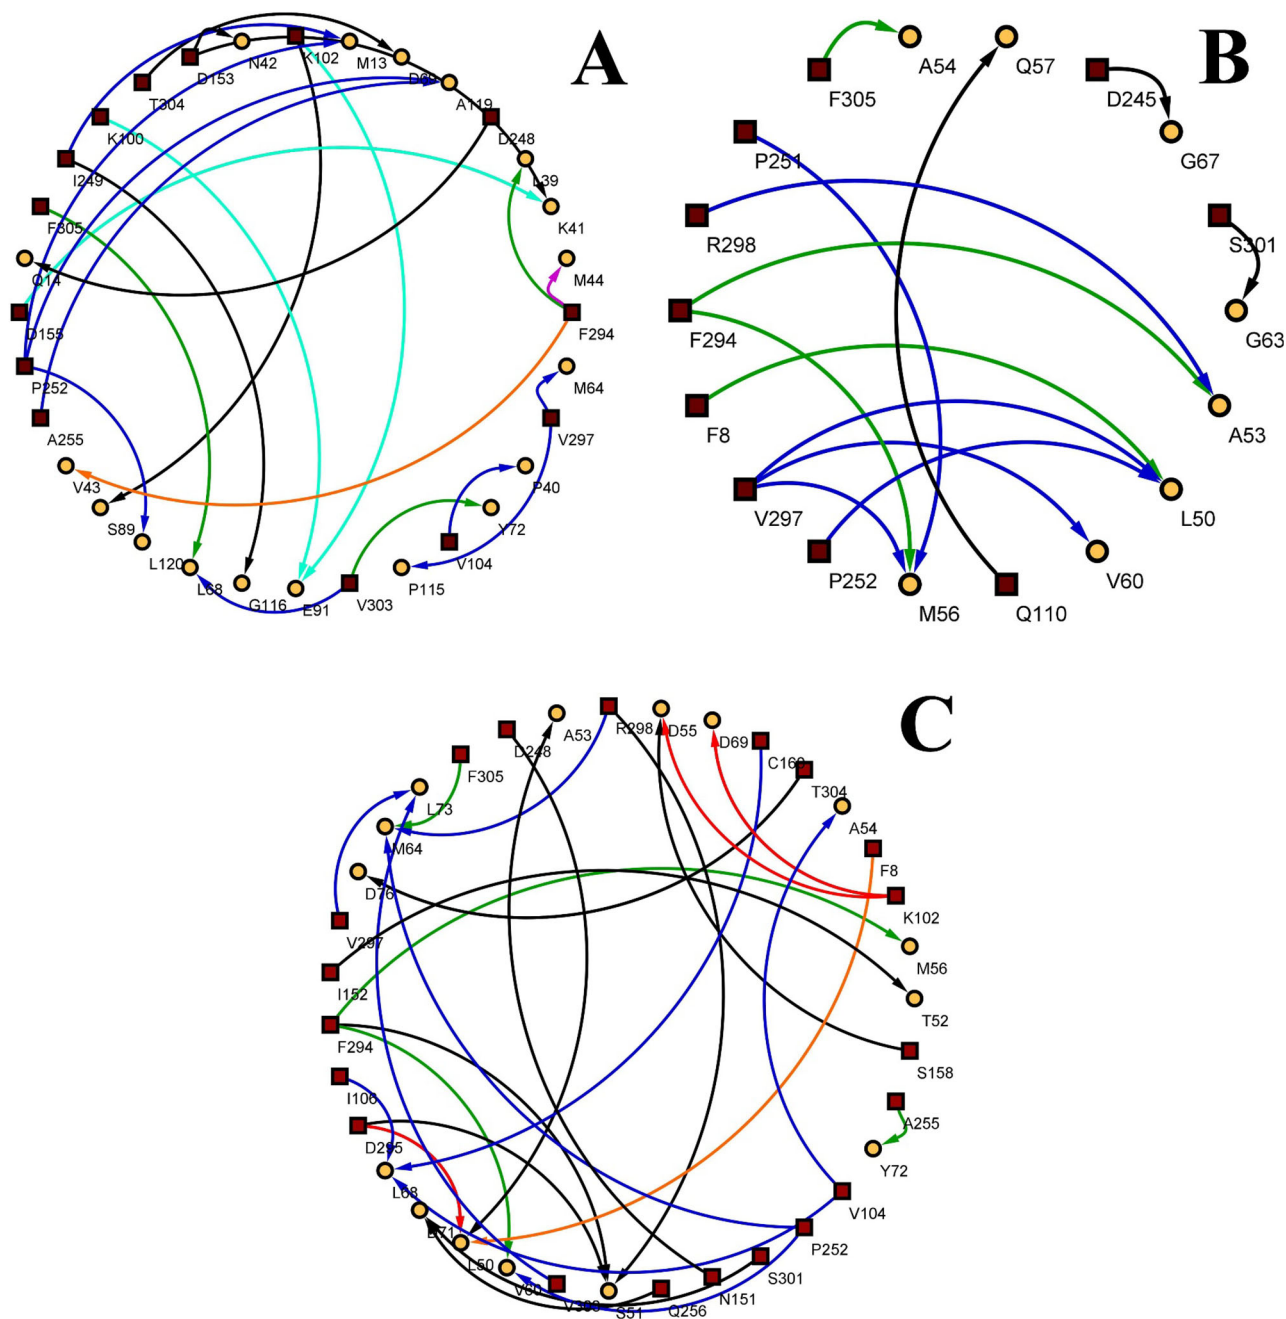 A
N42
K102
M13
D69
D153
T304
A119
K100
D248
I249
L39
F305
K41
Q14
M44
D155
F294
P252
M64
A255
V297
V43
P40
S89
Y72
L120
V104
L68
G116
E91
V303
P115
B
A54
Q57
F305
D245
P251
G67
R298
S301
F294
G63
F8
A53
V297
L50
P252
V60
M56
Q110
C
A53
R298
D55
D69
D248
C160
F305
T304
L73
A54
M64
F8
D76
K102
V297
M56
I152
T52
F294
S158
I106
A255
D295
Y72
L68
V104
D71
P252
L50
S301
V60
N151
V303
S51
Q256